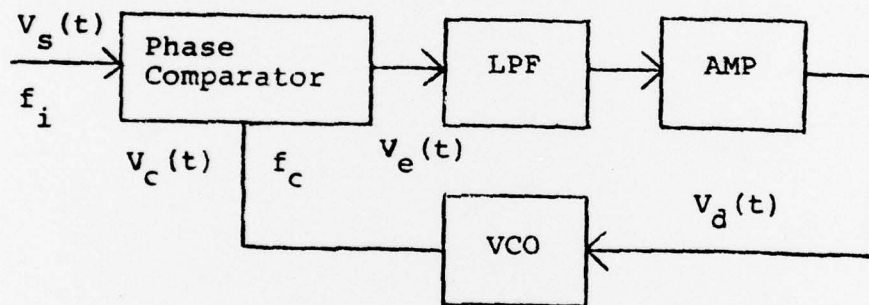 V_s(t)
f_i
Phase
Comparator
LPF
AMP
V_c(t)
f_c
V_e(t)
VCO
V_d(t)